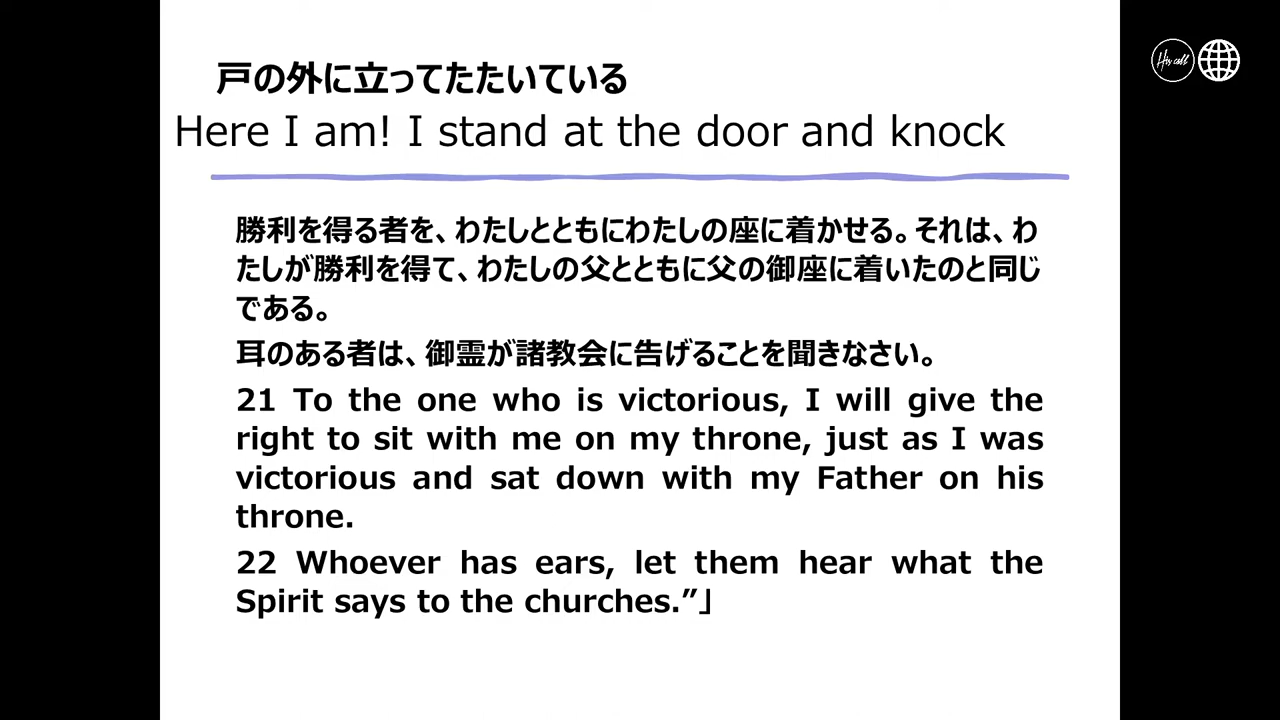 戸の外に立ってたたいている
Here I am! I stand at the door and knock
勝利を得る者を、わたしとともにわたしの座に着かせる。それは、わ
たしが勝利を得て、わたしの父とともに父の御座に着いたのと同じ
である。
耳のある者は、御霊が諸教会に告げることを聞きなさい。
21 To the one who is victorious, I will give the
right to sit with me on my throne, just as I was
victorious and sat down with my Father on his
throne.
22 Whoever has ears, let them hear what the
Spirit says to the churches.”」
His call